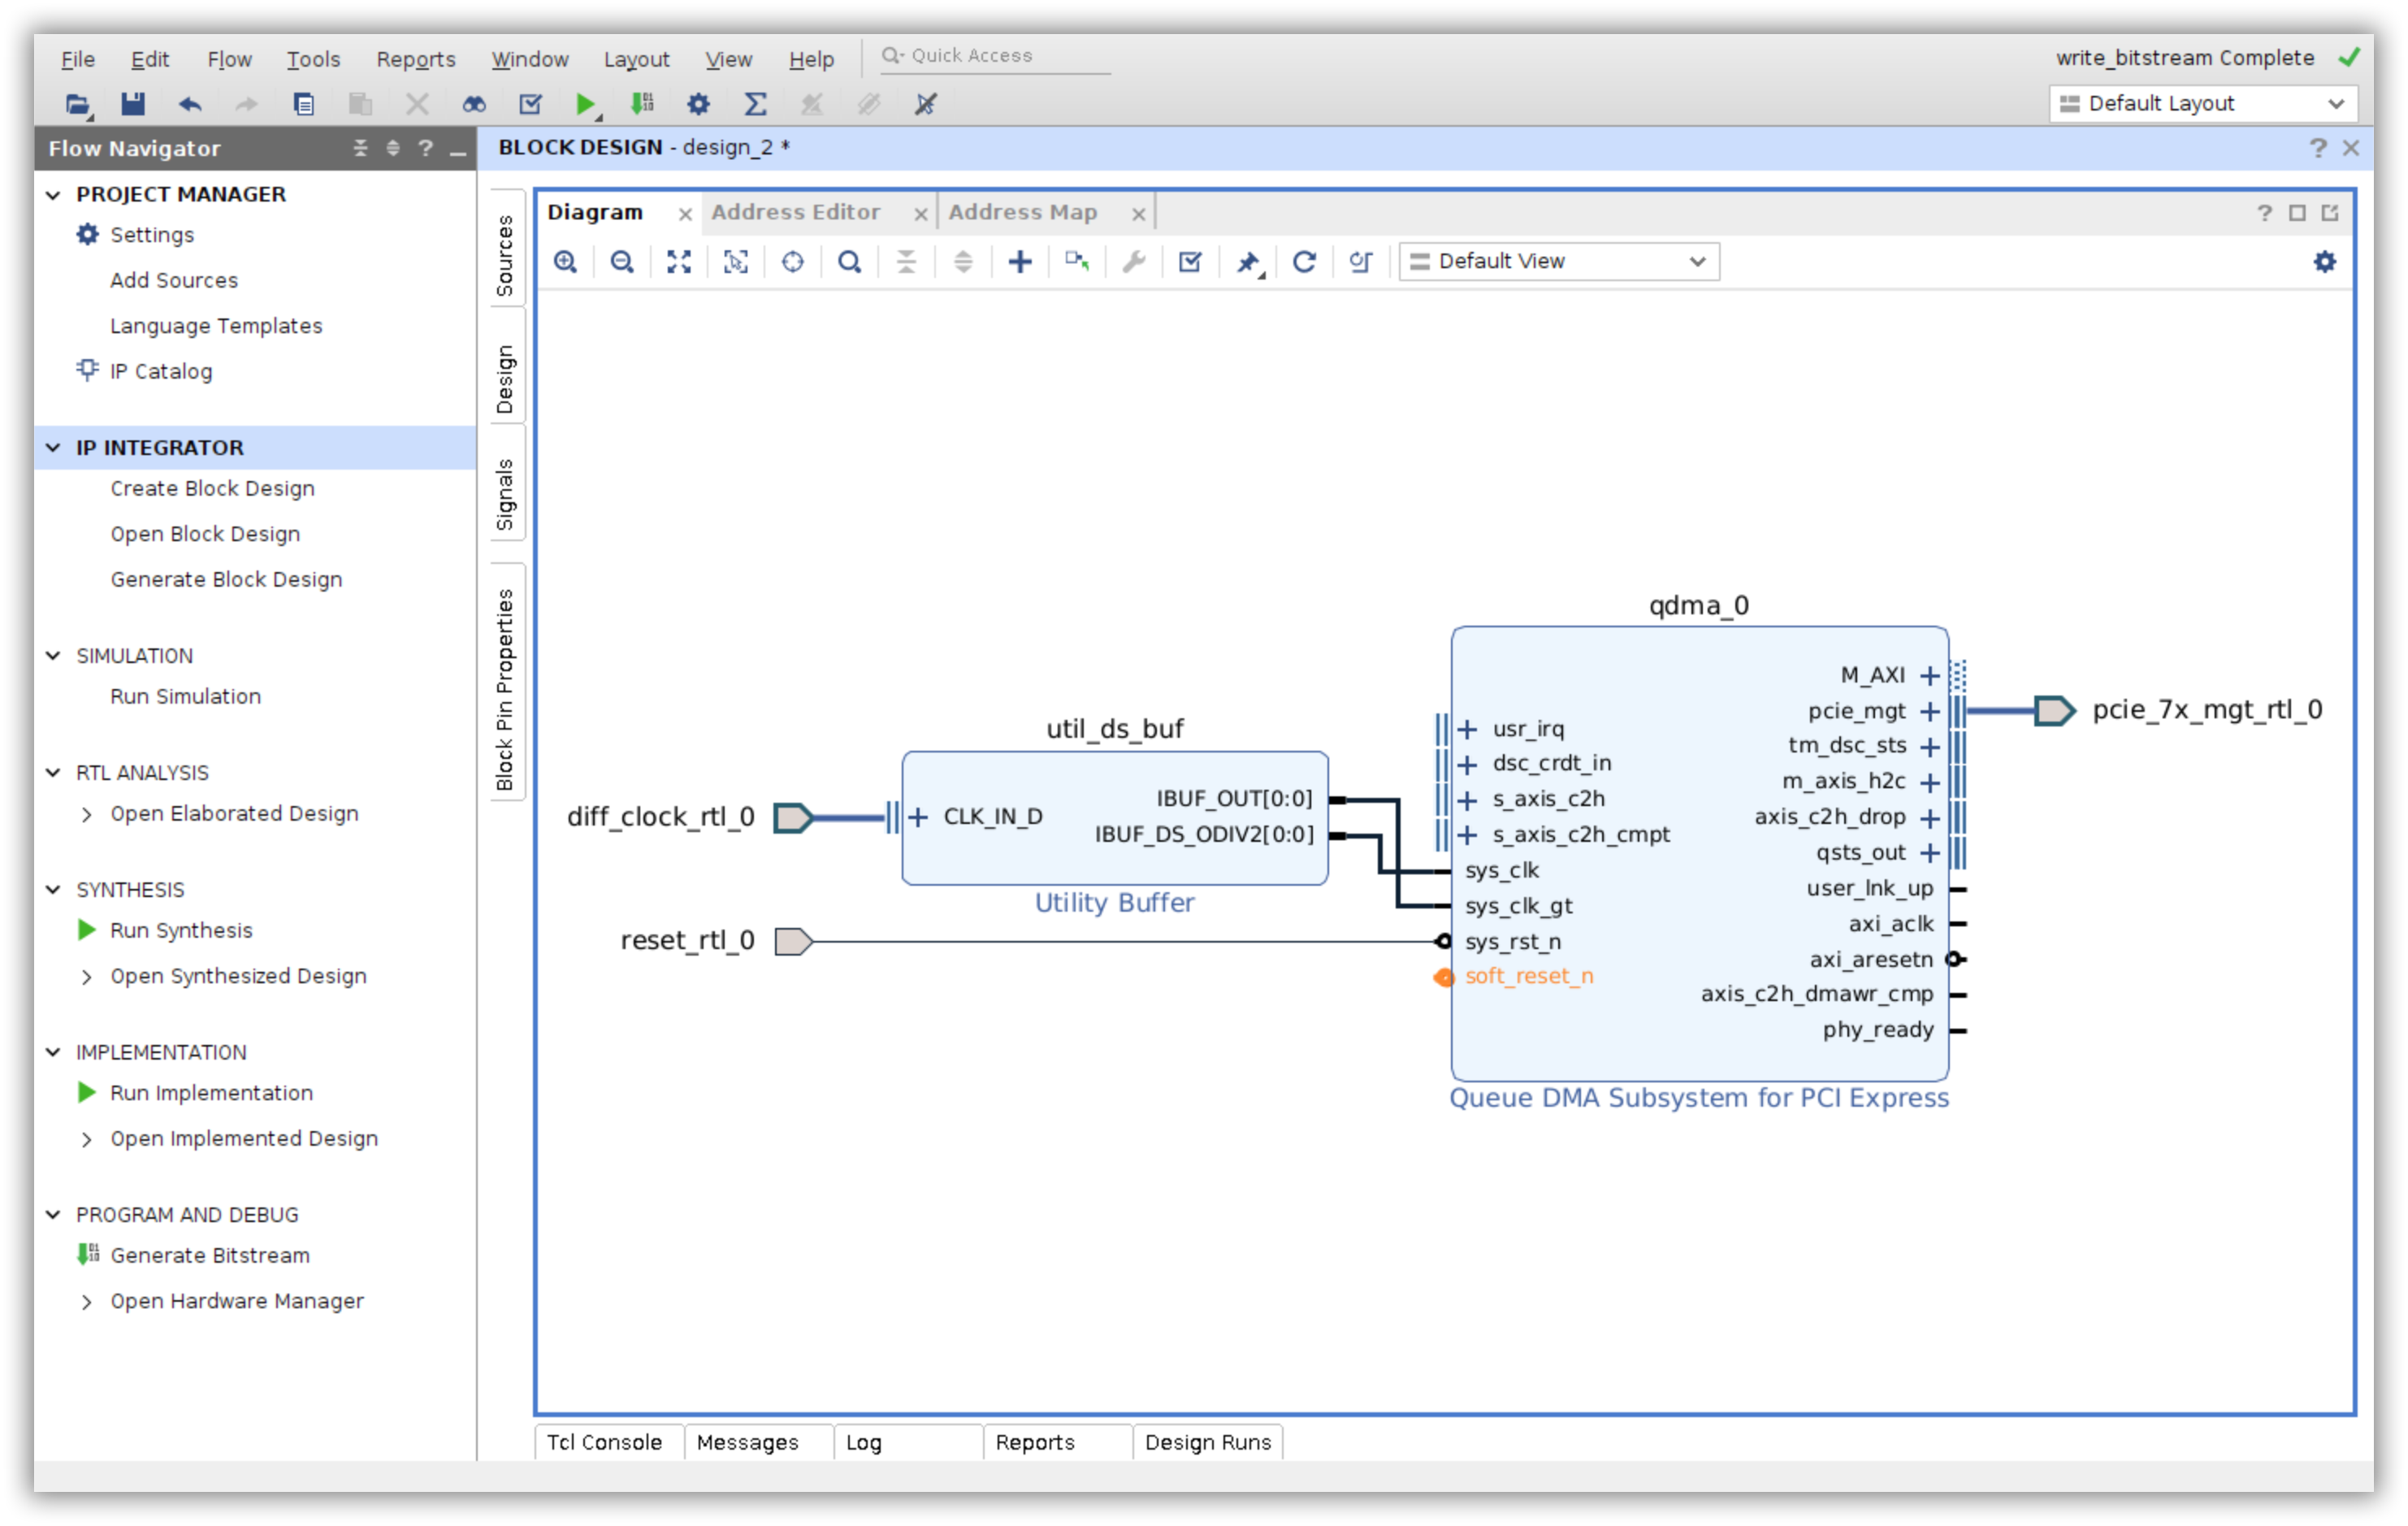 File Edit Flow Tools Reports Window Layout View Help Quick Access write_bitstream Complete
Default Layout
Flow Navigator
BLOCK DESIGN - design_2 *
PROJECT MANAGER
Settings
Add Sources
Language Templates
IP Catalog
IP INTEGRATOR
Create Block Design
Open Block Design
Generate Block Design
SIMULATION
Run Simulation
RTL ANALYSIS
Open Elaborated Design
SYNTHESIS
Run Synthesis
Open Synthesized Design
IMPLEMENTATION
Run Implementation
Open Implemented Design
PROGRAM AND DEBUG
Generate Bitstream
Open Hardware Manager
Sources
Design
Signals
Block Pin Properties
Diagram Address Editor Address Map
Default View
diff_clock_rtl_0
reset_rtl_0
util_ds_buf
CLK_IN_D
IBUF_OUT[0:0]
IBUF_DS_ODIV2[0:0]
Utility Buffer
qdma_0
usr_irq
dsc_crdt_in
s_axis_c2h
s_axis_c2h_cmpt
sys_clk
sys_clk_gt
sys_rst_n
soft_reset_n
M_AXI
pcie_mgt
tm_dsc_sts
m_axis_h2c
axis_c2h_drop
qsts_out
user_lnk_up
axi_aclk
axi_aresetn
axis_c2h_dmawr_cmp
phy_ready
Queue DMA Subsystem for PCI Express
pcie_7x_mgt_rtl_0
Tcl Console Messages Log Reports Design Runs